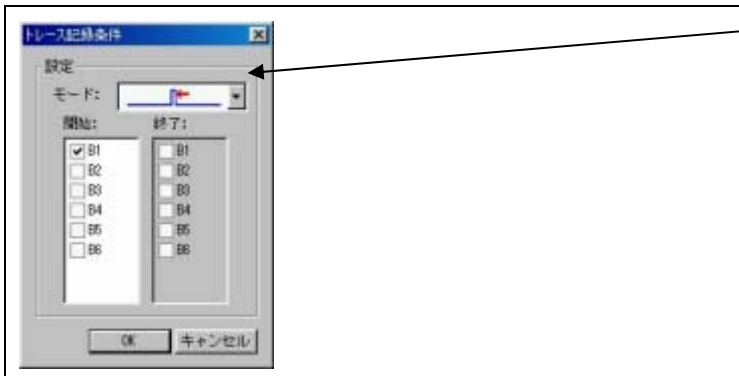 トレース記録条件
設定
モード:
開始: 終了:
B1 B1
B2 B2
B3 B3
B4 B4
B5 B5
B6 B6
OK キャンセル